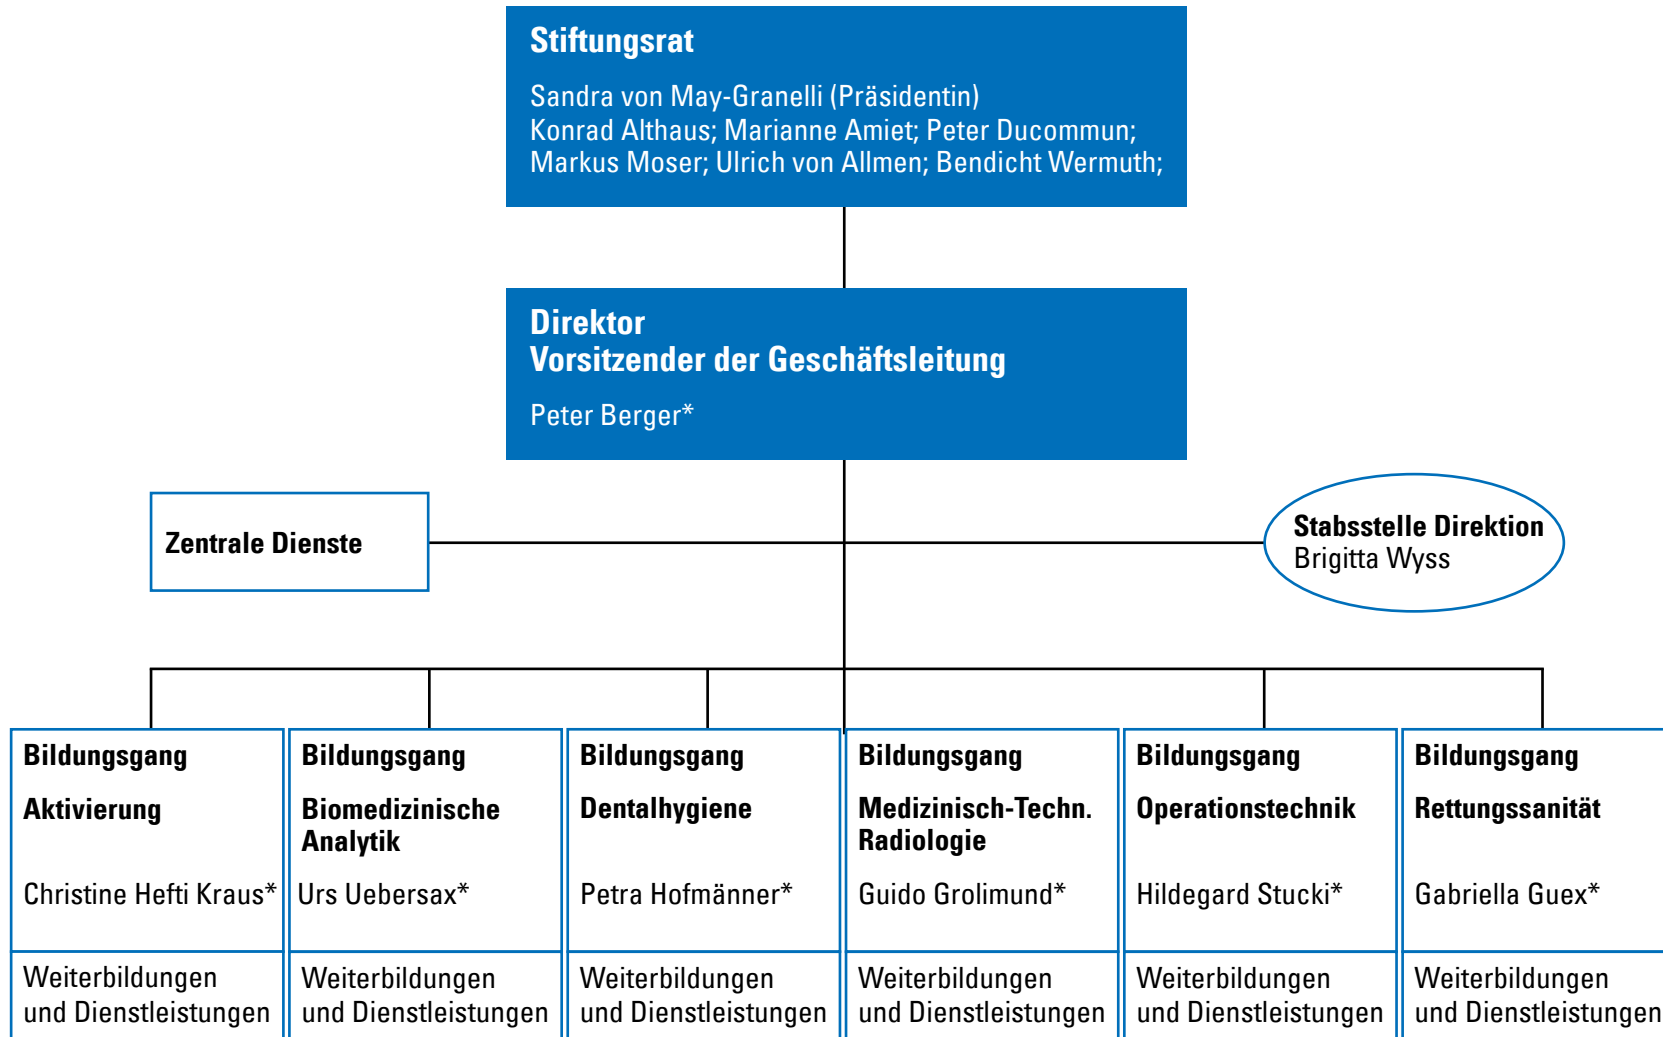 Stiftungsrat
Sandra von May-Granelli (Präsidentin)
Konrad Althaus; Marianne Amiet; Peter Ducommun;
Markus Moser; Ulrich von Allmen; Bendicht Wermuth;
Direktor
Vorsitzender der Geschäftsleitung
Peter Berger*
Zentrale Dienste
Stabsstelle Direktion
Brigitta Wyss
Bildungsgang
Aktivierung
Christine Hefti Kraus*
Weiterbildungen
und Dienstleistungen
Bildungsgang
Biomedizinische
Analytik
Urs Uebersax*
Weiterbildungen
und Dienstleistungen
Bildungsgang
Dentalhygiene
Petra Hofmänner*
Weiterbildungen
und Dienstleistungen
Bildungsgang
Medizinisch-Techn.
Radiologie
Guido Grolimund*
Weiterbildungen
und Dienstleistungen
Bildungsgang
Operationstechnik
Hildegard Stucki*
Weiterbildungen
und Dienstleistungen
Bildungsgang
Rettungssanität
Gabriella Guex*
Weiterbildungen
und Dienstleistungen